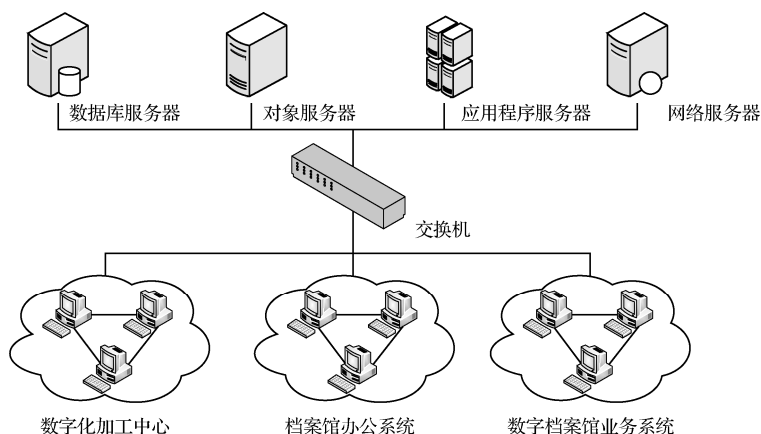 数据库服务器
对象服务器
应用程序服务器
网络服务器
交换机
数字化加工中心
档案馆办公系统
数字档案馆业务系统